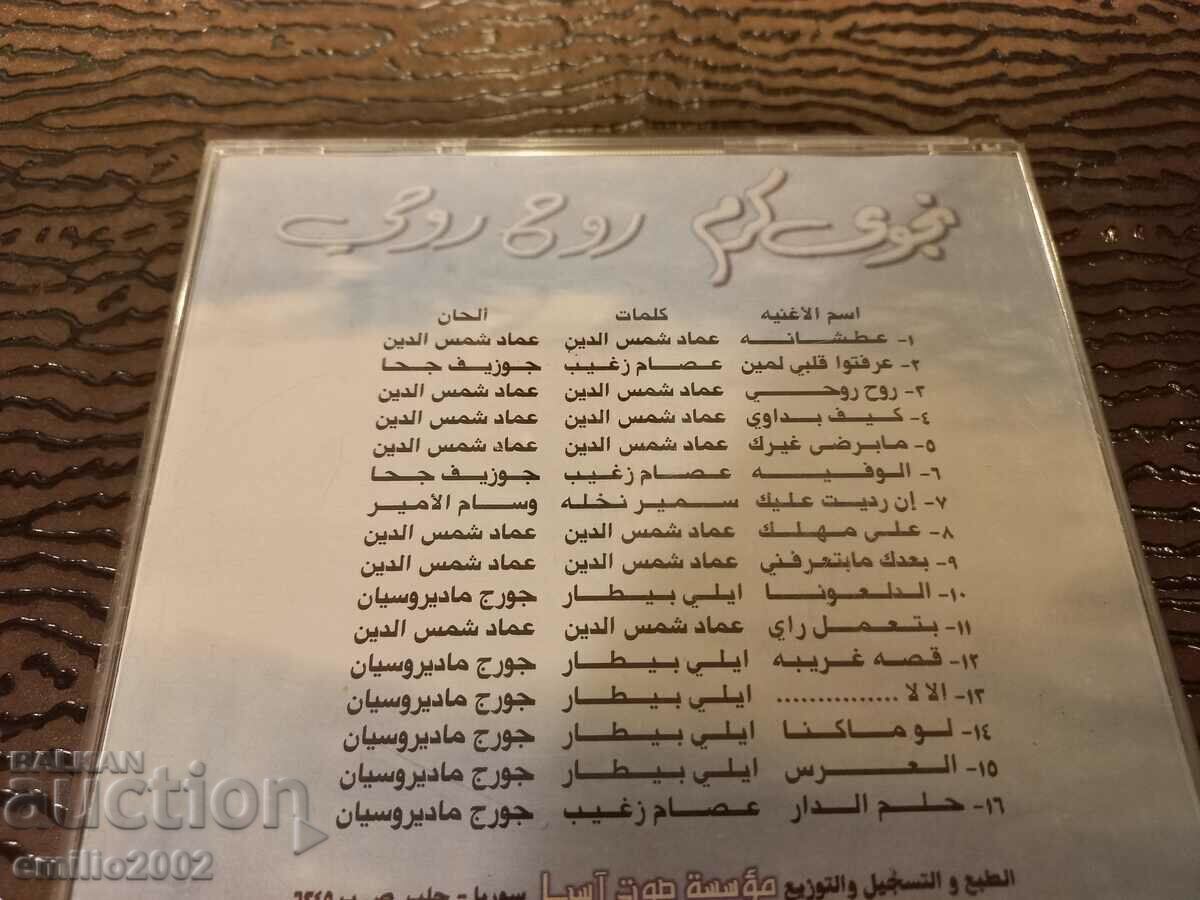 نجوى كرم روح روحي
اسم الأغنيه كلمات ألحان
١- عطشانه عماد شمس الدين عماد شمس الدين
٢- عرفتوا قلبي لمين عصام زغيب جوزيف جحا
٣- روح روحي عماد شمس الدين عماد شمس الدين
٤- كيف بداوي عماد شمس الدين عماد شمس الدين
٥- مابرضى غيرك عماد شمس الدين عماد شمس الدين
٦- الوفيه عصام زغيب جوزيف جحا
٧- إن رديت عليك سمير نخله وسام الأمير
٨- على مهلك عماد شمس الدين عماد شمس الدين
٩- بعدك مابتعرفني عماد شمس الدين عماد شمس الدين
١٠- الدلعونا ايلي بيطار جورج ماديروسيان
١١- بتعمل راي عماد شمس الدين عماد شمس الدين
١٢- قصه غريبه ايلي بيطار جورج ماديروسيان
١٣- الا لا ............... ايلي بيطار جورج ماديروسيان
١٤- لو ماكنا ايلي بيطار جورج ماديروسيان
١٥- العرس ايلي بيطار جورج ماديروسيان
١٦- حلم الدار عصام زغيب جورج ماديروسيان
الطبع و التسجيل والتوزيع مؤسسة صوت آسيا سوريا - حلب ص.ب ٦٢٤٥
BALKAN
auction
emilio2002